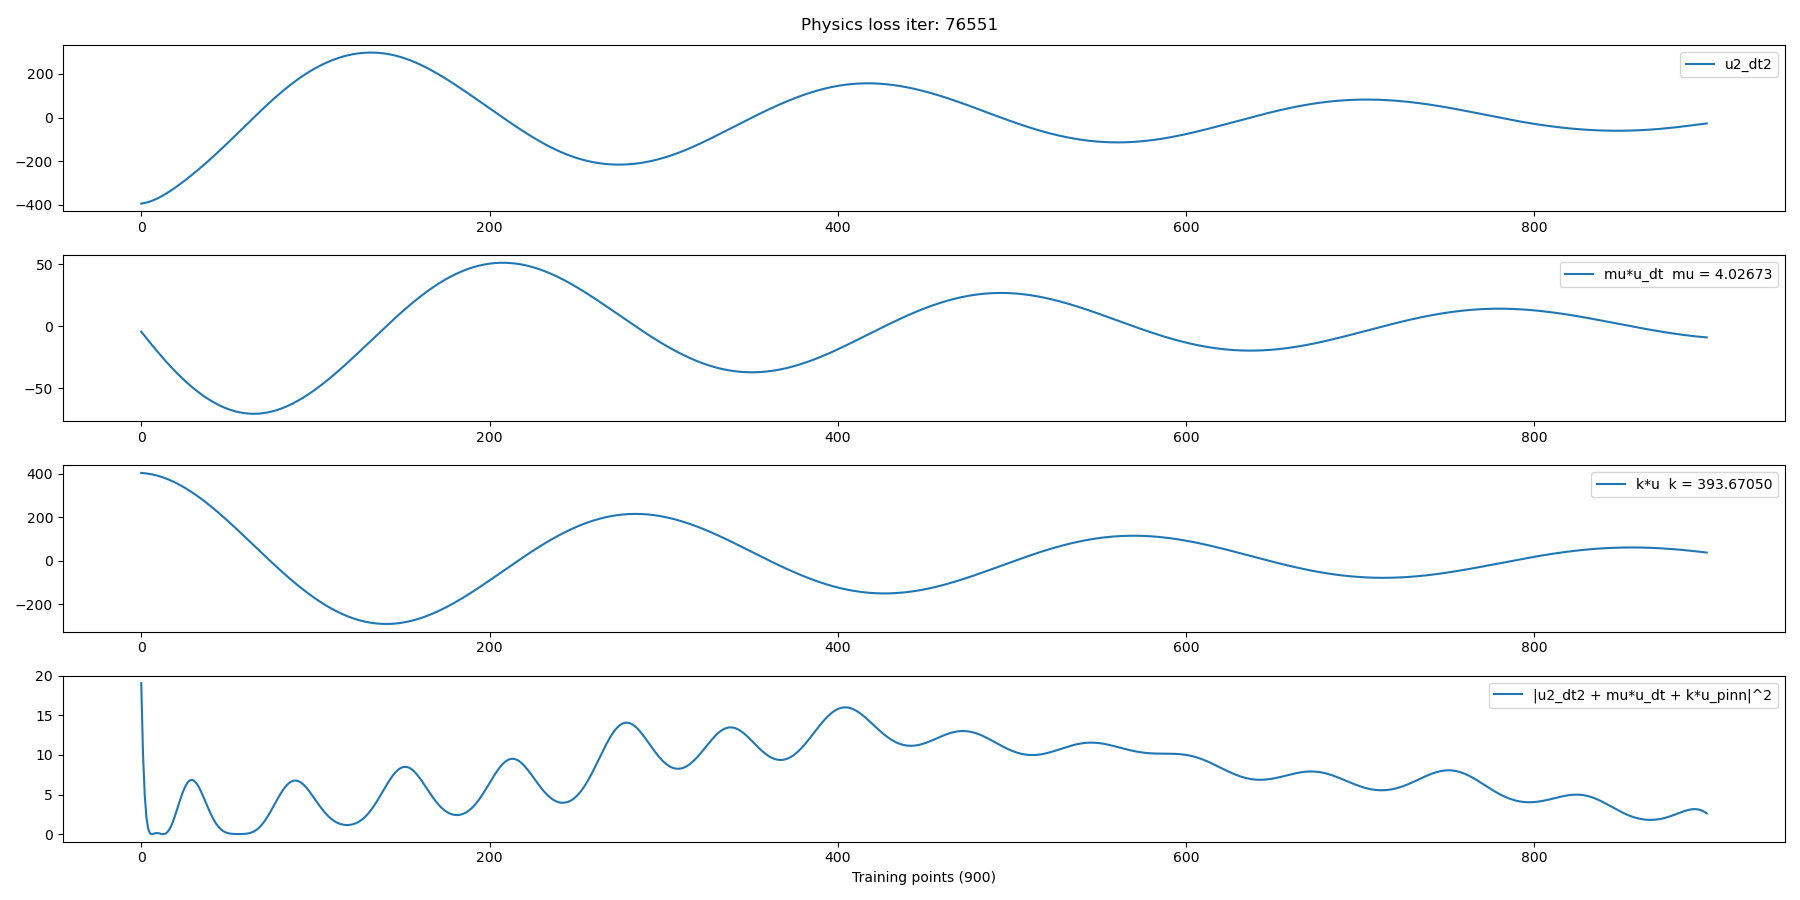 Physics loss iter: 76551
200
0
−200
−400
u2_dt2
0 200 400 600 800
50
0
−50
mu*u_dt mu = 4.02673
0 200 400 600 800
400
200
0
−200
k*u k = 393.67050
0 200 400 600 800
20
15
10
5
0
|u2_dt2 + mu*u_dt + k*u_pinn|^2
0 200 400 600 800
Training points (900)